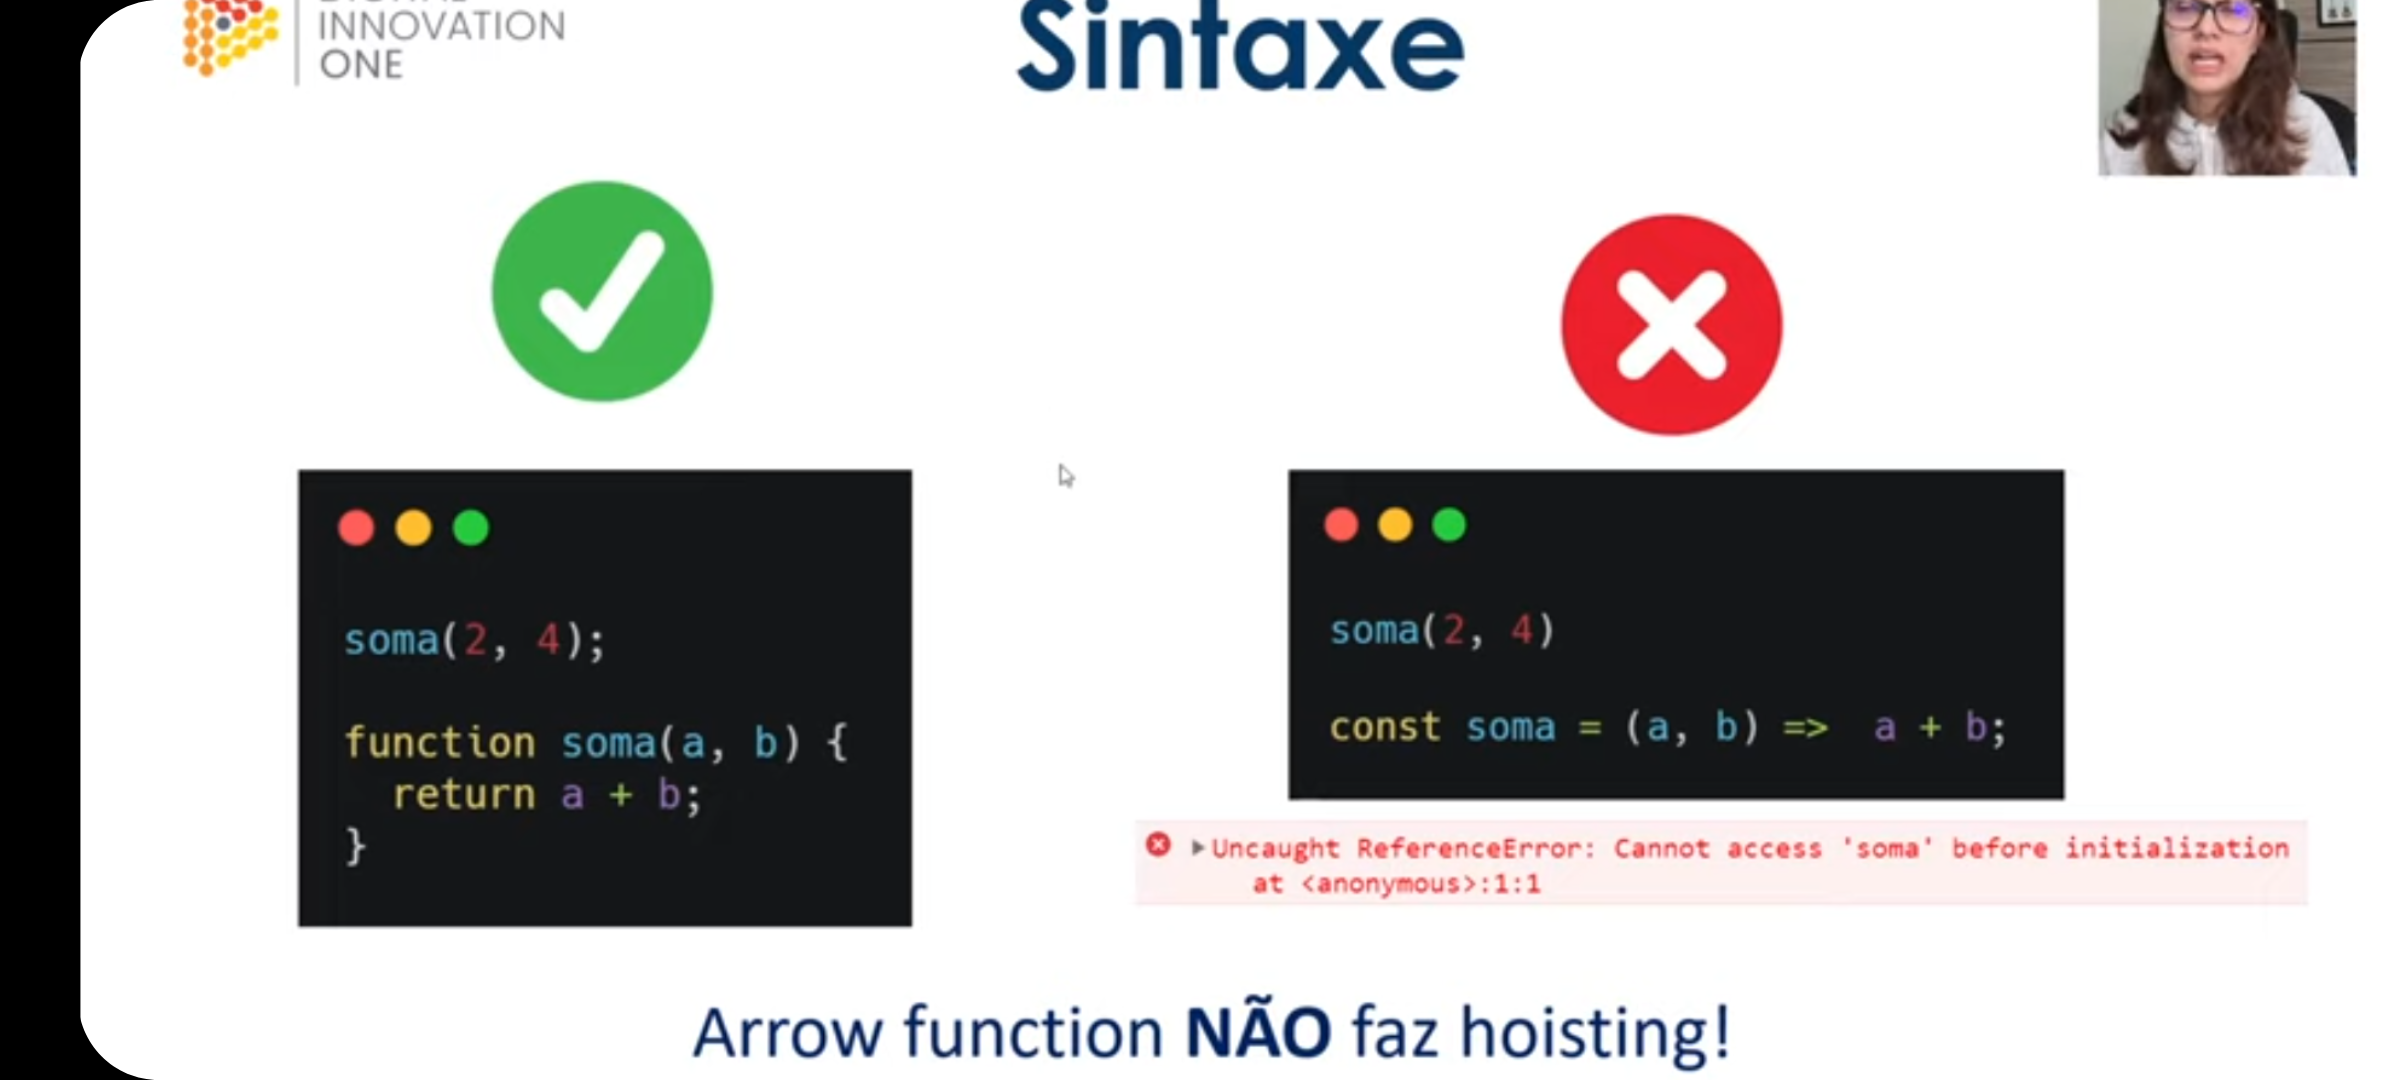 INNOVATION
ONE
Sintaxe
soma(2, 4);
function soma(a, b) {
return a + b;
}
soma(2, 4)
const soma = (a, b) => a + b;
Uncaught ReferenceError: Cannot access 'soma' before initialization
at <anonymous>:1:1
Arrow function NÃO faz hoisting!